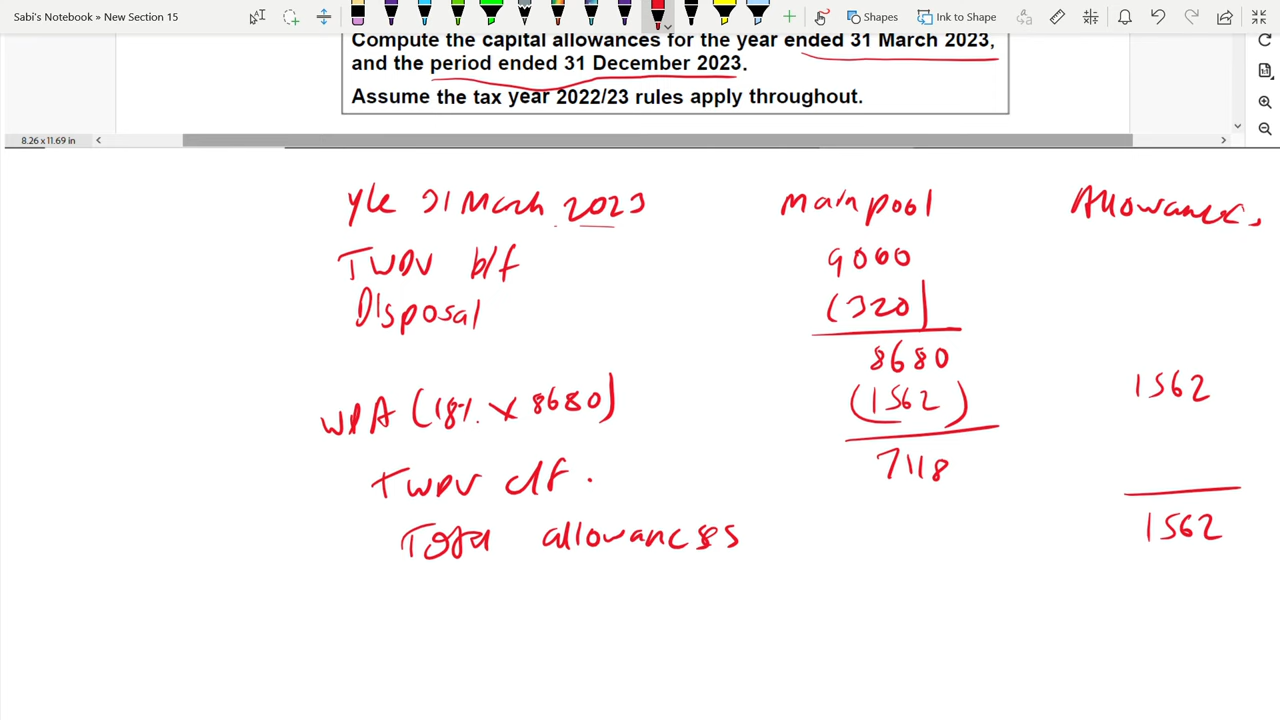 Sabi's Notebook » New Section 15
Shapes
Ink to Shape
Compute the capital allowances for the year ended 31 March 2023,
and the period ended 31 December 2023.
Assume the tax year 2022/23 rules apply throughout.
8.26 x 11.69 in
Yle 31 March 2023 main pool Allowances
TWDV b/f 9000
Disposal (320)
8680
WDA (18% x 8680) (1562) 1562
TWDV c/f. 7118
Total allowances 1562